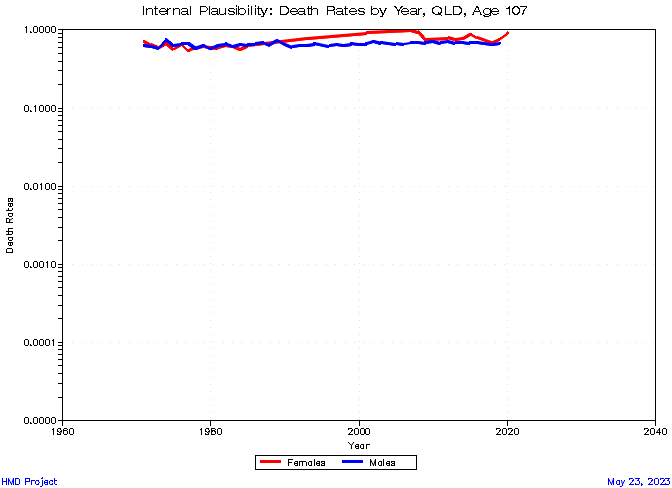 Internal Plausibility: Death Rates by Year, QLD, Age 107
1.0000
0.1000
0.0100
0.0010
0.0001
0.0000
Death Rates
1960 1980 2000 2020 2040
Year
Females Males
HMD Project
May 23, 2023